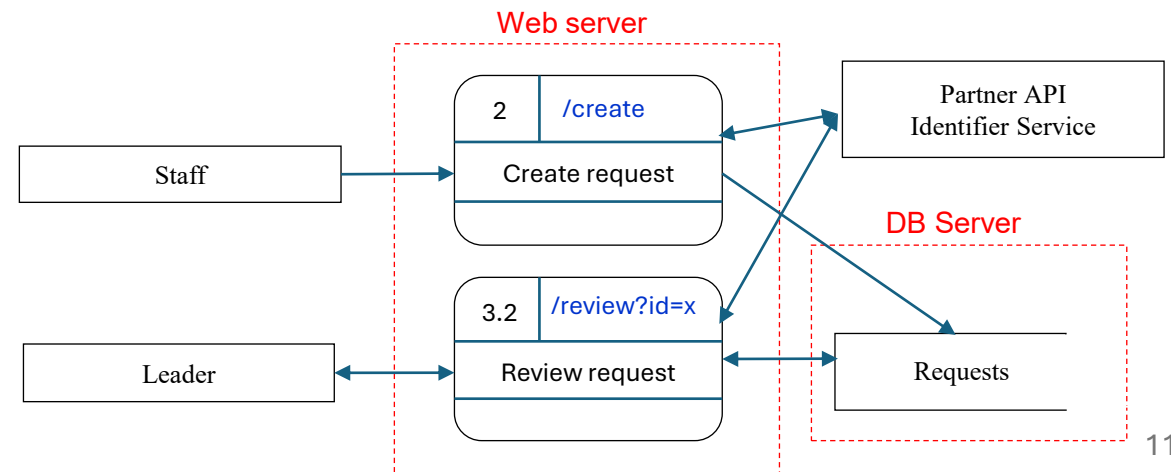 Web server
2
/create
Create request
Partner API
Identifier Service
Staff
DB Server
3.2
/review?id=x
Review request
Leader
Requests
11